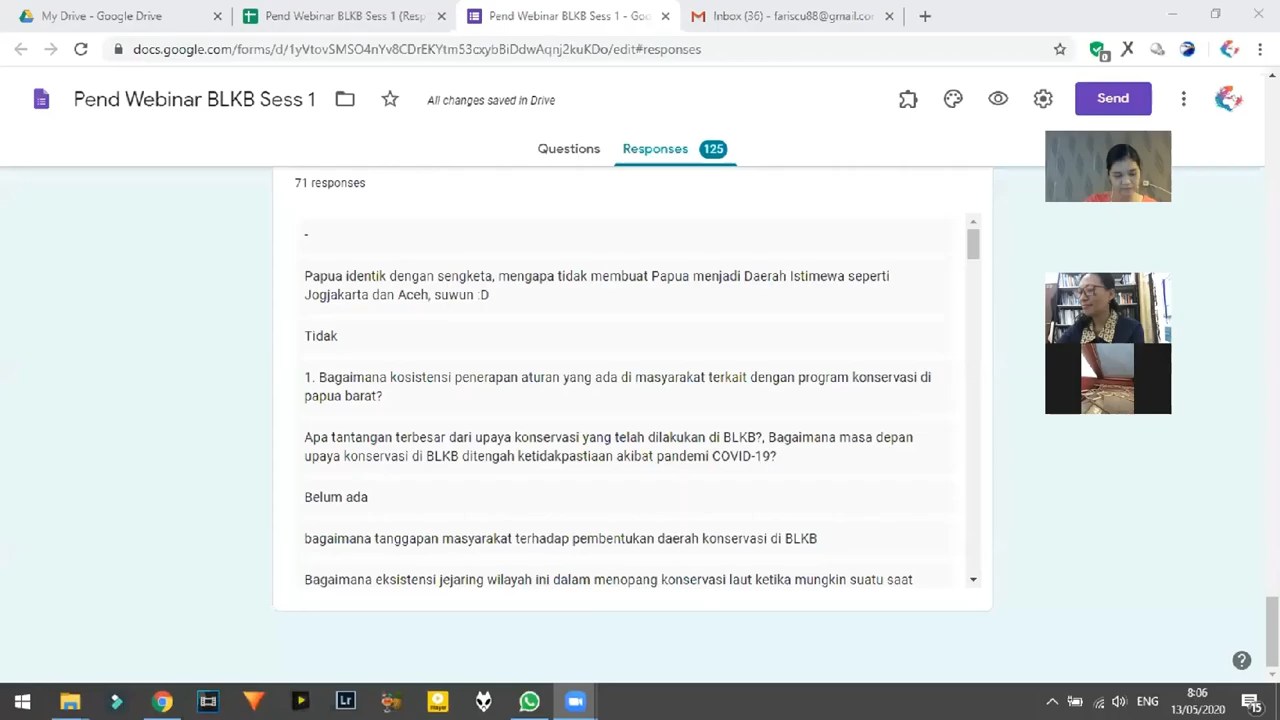 My Drive - Google Drive
Pend Webinar BLKB Sess 1 (Resp
Pend Webinar BLKB Sess 1 - Goo
Inbox (36) - fariscu88@gmail.com
docs.google.com/forms/d/1yVtovSMSO4nYv8CDrEKYtm53cxybBiDdwAqnj2kuKDo/edit#responses
0
Pend Webinar BLKB Sess 1
All changes saved in Drive
Send
Questions
Responses 125
71 responses
-
Papua identik dengan sengketa, mengapa tidak membuat Papua menjadi Daerah Istimewa seperti
Jogjakarta dan Aceh, suwun :D
Tidak
1. Bagaimana kosistensi penerapan aturan yang ada di masyarakat terkait dengan program konservasi di
papua barat?
Apa tantangan terbesar dari upaya konservasi yang telah dilakukan di BLKB?, Bagaimana masa depan
upaya konservasi di BLKB ditengah ketidakpastiaan akibat pandemi COVID-19?
Belum ada
bagaimana tanggapan masyarakat terhadap pembentukan daerah konservasi di BLKB
Bagaimana eksistensi jejaring wilayah ini dalam menopang konservasi laut ketika mungkin suatu saat
Lr
ENG
8:06
13/05/2020
15